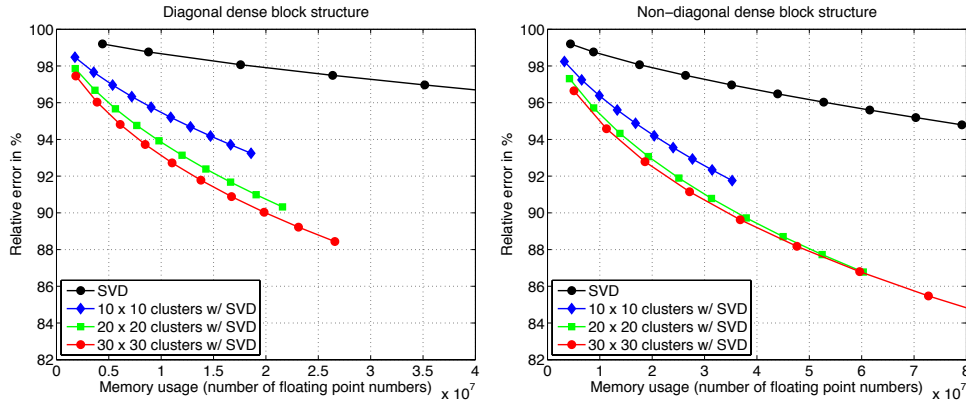 Diagonal dense block structure
100
98
96
94
92
90
88
86
84
82
Relative error in %
SVD
10 x 10 clusters w/ SVD
20 x 20 clusters w/ SVD
30 x 30 clusters w/ SVD
0 0.5 1 1.5 2 2.5 3 3.5 4
Memory usage (number of floating point numbers)
x 10^7
Non−diagonal dense block structure
100
98
96
94
92
90
88
86
84
82
Relative error in %
SVD
10 x 10 clusters w/ SVD
20 x 20 clusters w/ SVD
30 x 30 clusters w/ SVD
0 1 2 3 4 5 6 7 8
Memory usage (number of floating point numbers)
x 10^7